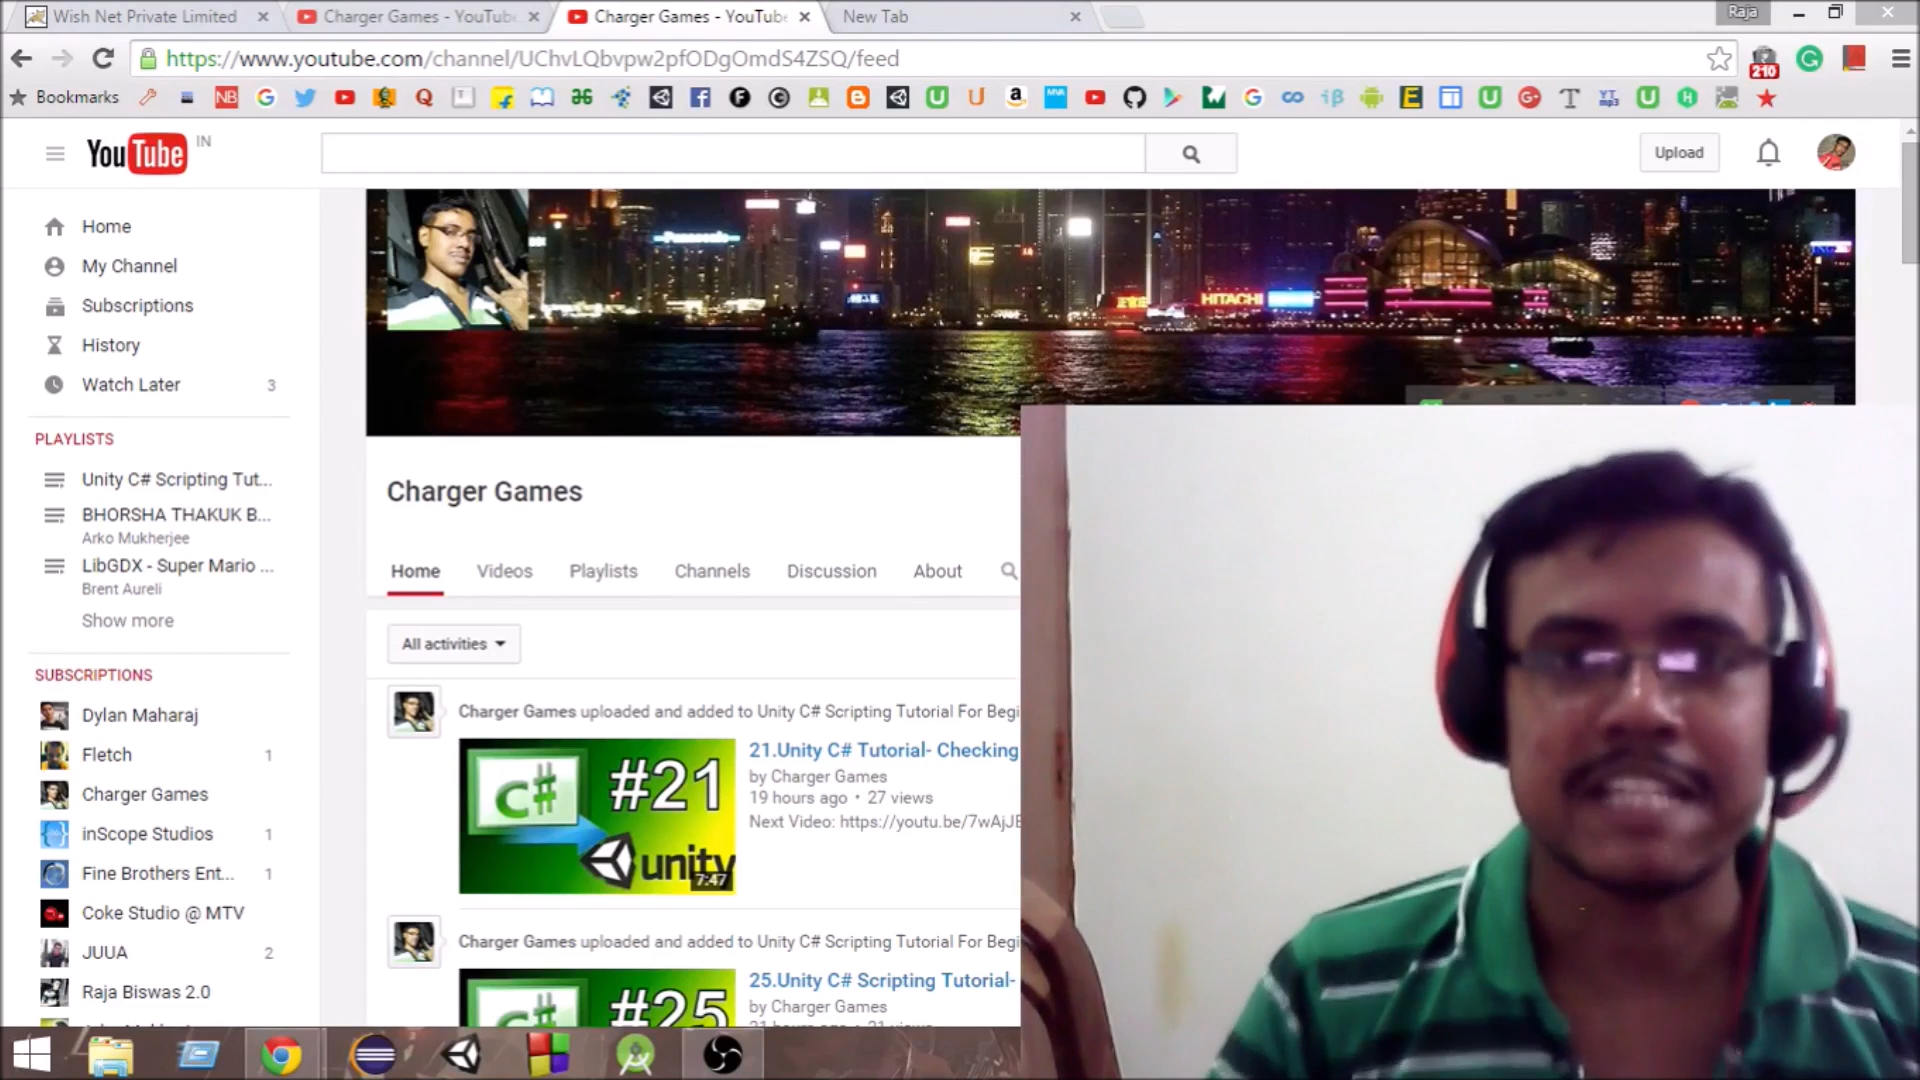 Wish Net Private Limited
Charger Games - YouTube
Charger Games - YouTube
New Tab
Raja
https://www.youtube.com/channel/UChvLQbvpw2pfODgOmdS4ZSQ/feed
210
Bookmarks
YouTube IN
Upload
Home
My Channel
Subscriptions
History
Watch Later 3
PLAYLISTS
Unity C# Scripting Tut...
BHORSHA THAKUK B...
Arko Mukherjee
LibGDX - Super Mario ...
Brent Aureli
Show more
SUBSCRIPTIONS
Dylan Maharaj
Fletch 1
Charger Games
inScope Studios 1
Fine Brothers Ent... 1
Coke Studio @ MTV
JUUA 2
Raja Biswas 2.0
Panasonic
HITACHI
Charger Games
Home Videos Playlists Channels Discussion About
All activities
Charger Games uploaded and added to Unity C# Scripting Tutorial For Begi
C# #21 unity 7:47
21.Unity C# Tutorial- Checking
by Charger Games
19 hours ago • 27 views
Next Video: https://youtu.be/7wAjJE
Charger Games uploaded and added to Unity C# Scripting Tutorial For Begi
C# #25
25.Unity C# Scripting Tutorial-
by Charger Games
21 hours ago • 21 views